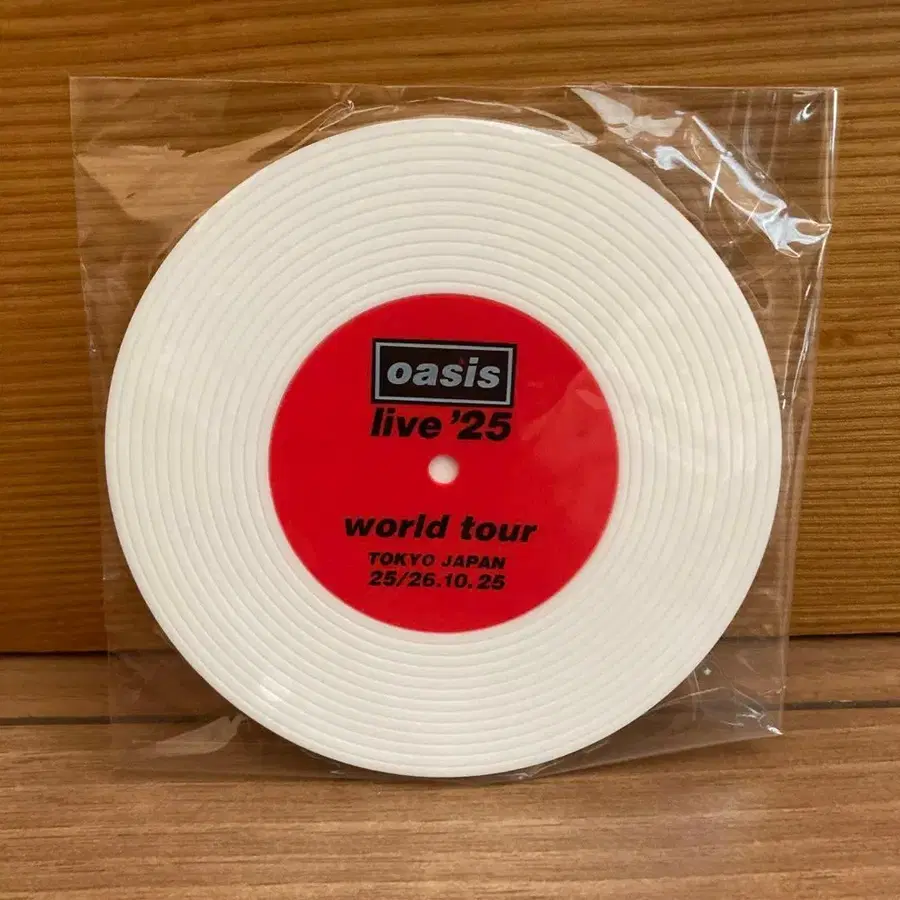 oasis
live '25
world tour
TOKYO JAPAN
25/26.10.25